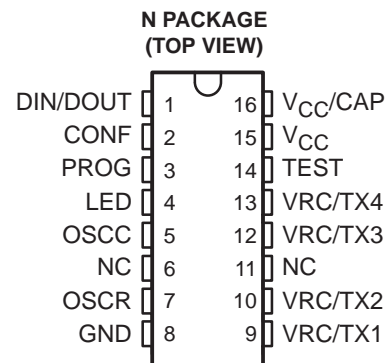 N PACKAGE
(TOP VIEW)
DIN/DOUT 1 16 VCC/CAP
CONF 2 15 VCC
PROG 3 14 TEST
LED 4 13 VRC/TX4
OSCC 5 12 VRC/TX3
NC 6 11 NC
OSCR 7 10 VRC/TX2
GND 8 9 VRC/TX1